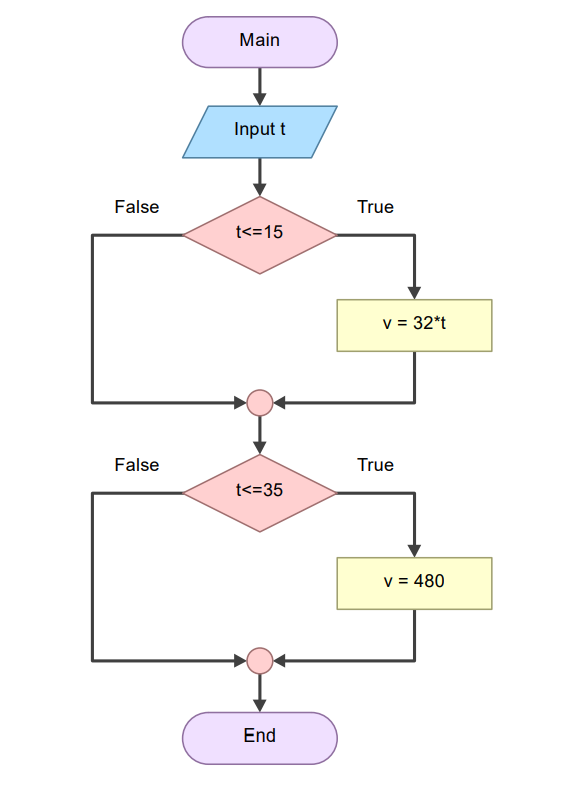 Main
Input t
False
True
t<=15
v = 32*t
False
True
t<=35
v = 480
End